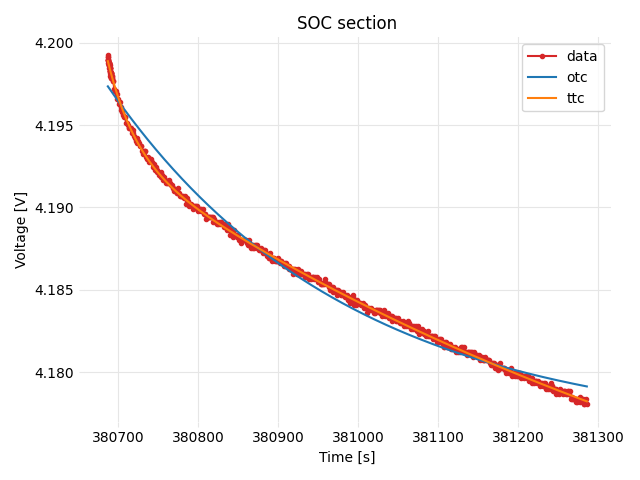 SOC section
data
otc
ttc
4.200
4.195
4.190
4.185
4.180
Voltage [V]
380700 380800 380900 381000 381100 381200 381300
Time [s]